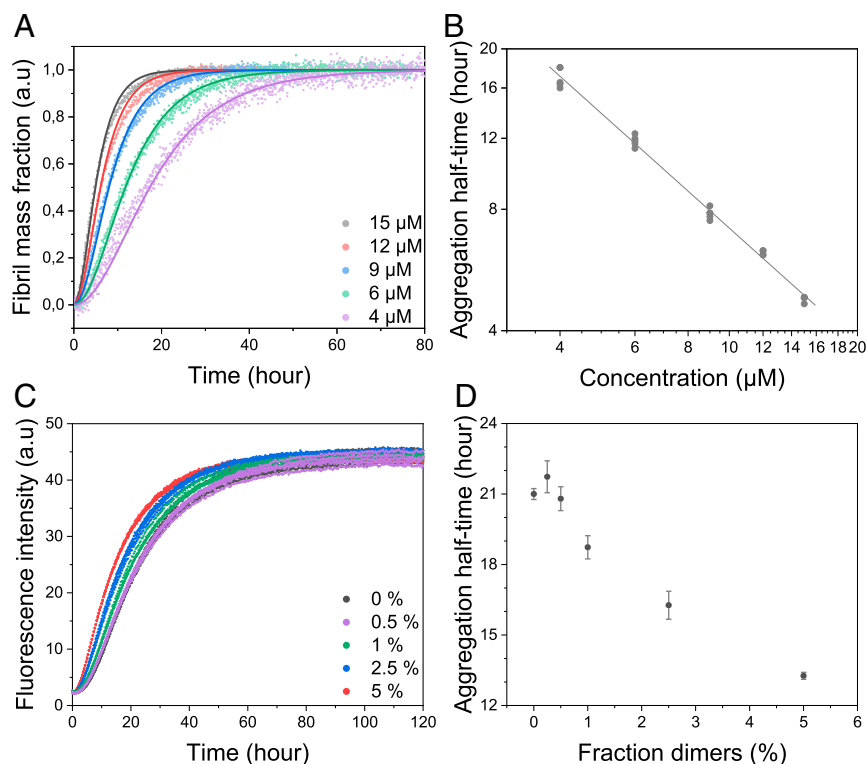 A
Fibril mass fraction (a.u)
1,0
0,8
0,6
0,4
0,2
0,0
15 µM
12 µM
9 µM
6 µM
4 µM
0 20 40 60 80
Time (hour)
B
Aggregation half-time (hour)
20
16
12
8
4
4 6 8 10 12 14 16 18 20
Concentration (µM)
C
Fluorescence intensity (a.u)
50
40
30
20
10
0
0 %
0.5 %
1 %
2.5 %
5 %
0 20 40 60 80 100 120
Time (hour)
D
Aggregation half-time (hour)
24
21
18
15
12
0 1 2 3 4 5 6
Fraction dimers (%)